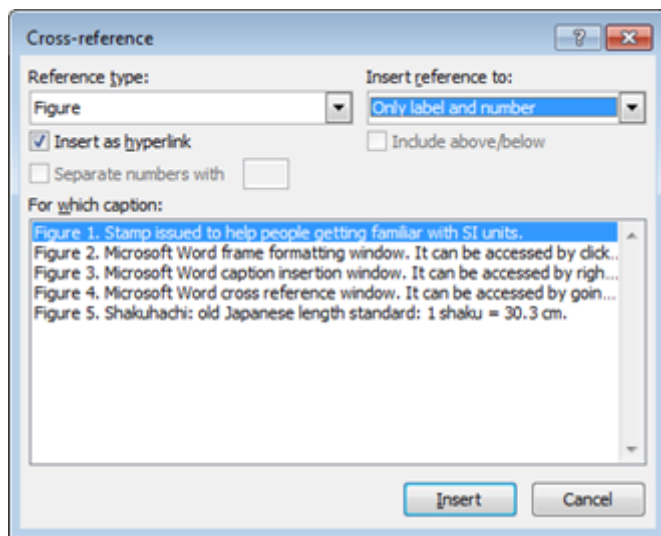 Cross-reference
Reference type:
Insert reference to:
Figure
Only label and number
Insert as hyperlink
Include above/below
Separate numbers with
For which caption:
Figure 1. Stamp issued to help people getting familiar with SI units.
Figure 2. Microsoft Word frame formatting window. It can be accessed by click...
Figure 3. Microsoft Word caption insertion window. It can be accessed by righ...
Figure 4. Microsoft Word cross reference window. It can be accessed by goin...
Figure 5. Shakuhachi: old Japanese length standard: 1 shaku = 30.3 cm.
Insert
Cancel